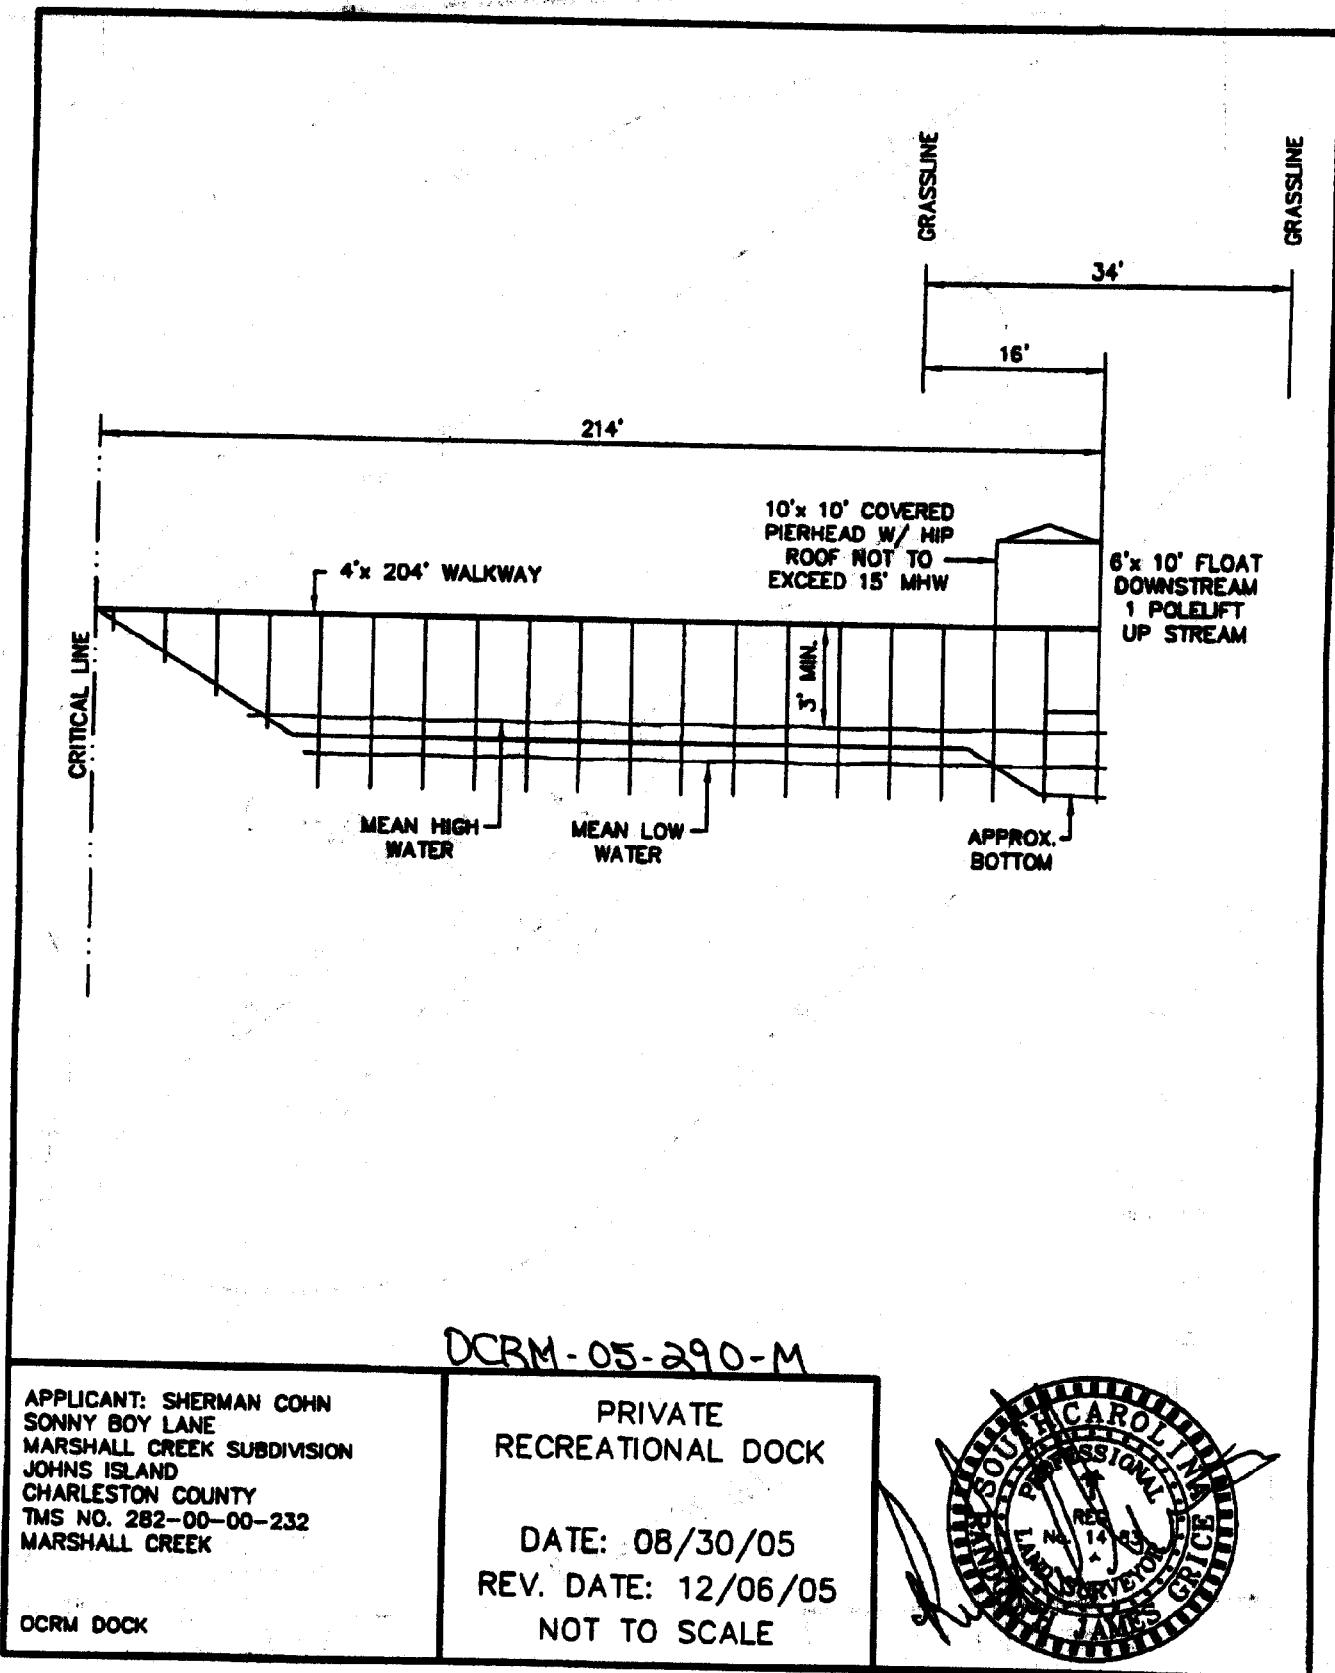 GRASSLINE
GRASSLINE
34'
16'
214'
10'x 10' COVERED
PIERHEAD W/ HIP
ROOF NOT TO
EXCEED 15' MHW
6'x 10' FLOAT
DOWNSTREAM
1 POLELIFT
UP STREAM
4'x 204' WALKWAY
CRITICAL LINE
3' MIN.
MEAN HIGH
WATER
MEAN LOW
WATER
APPROX.
BOTTOM
OCRM-05-290-M
APPLICANT: SHERMAN COHN
SONNY BOY LANE
MARSHALL CREEK SUBDIVISION
JOHNS ISLAND
CHARLESTON COUNTY
TMS NO. 282-00-00-232
MARSHALL CREEK
OCRM DOCK
PRIVATE
RECREATIONAL DOCK
DATE: 08/30/05
REV. DATE: 12/06/05
NOT TO SCALE
SOUTH CAROLINA
PROFESSIONAL
REG
No.
LAND SURVEYOR
JAMES GRICE